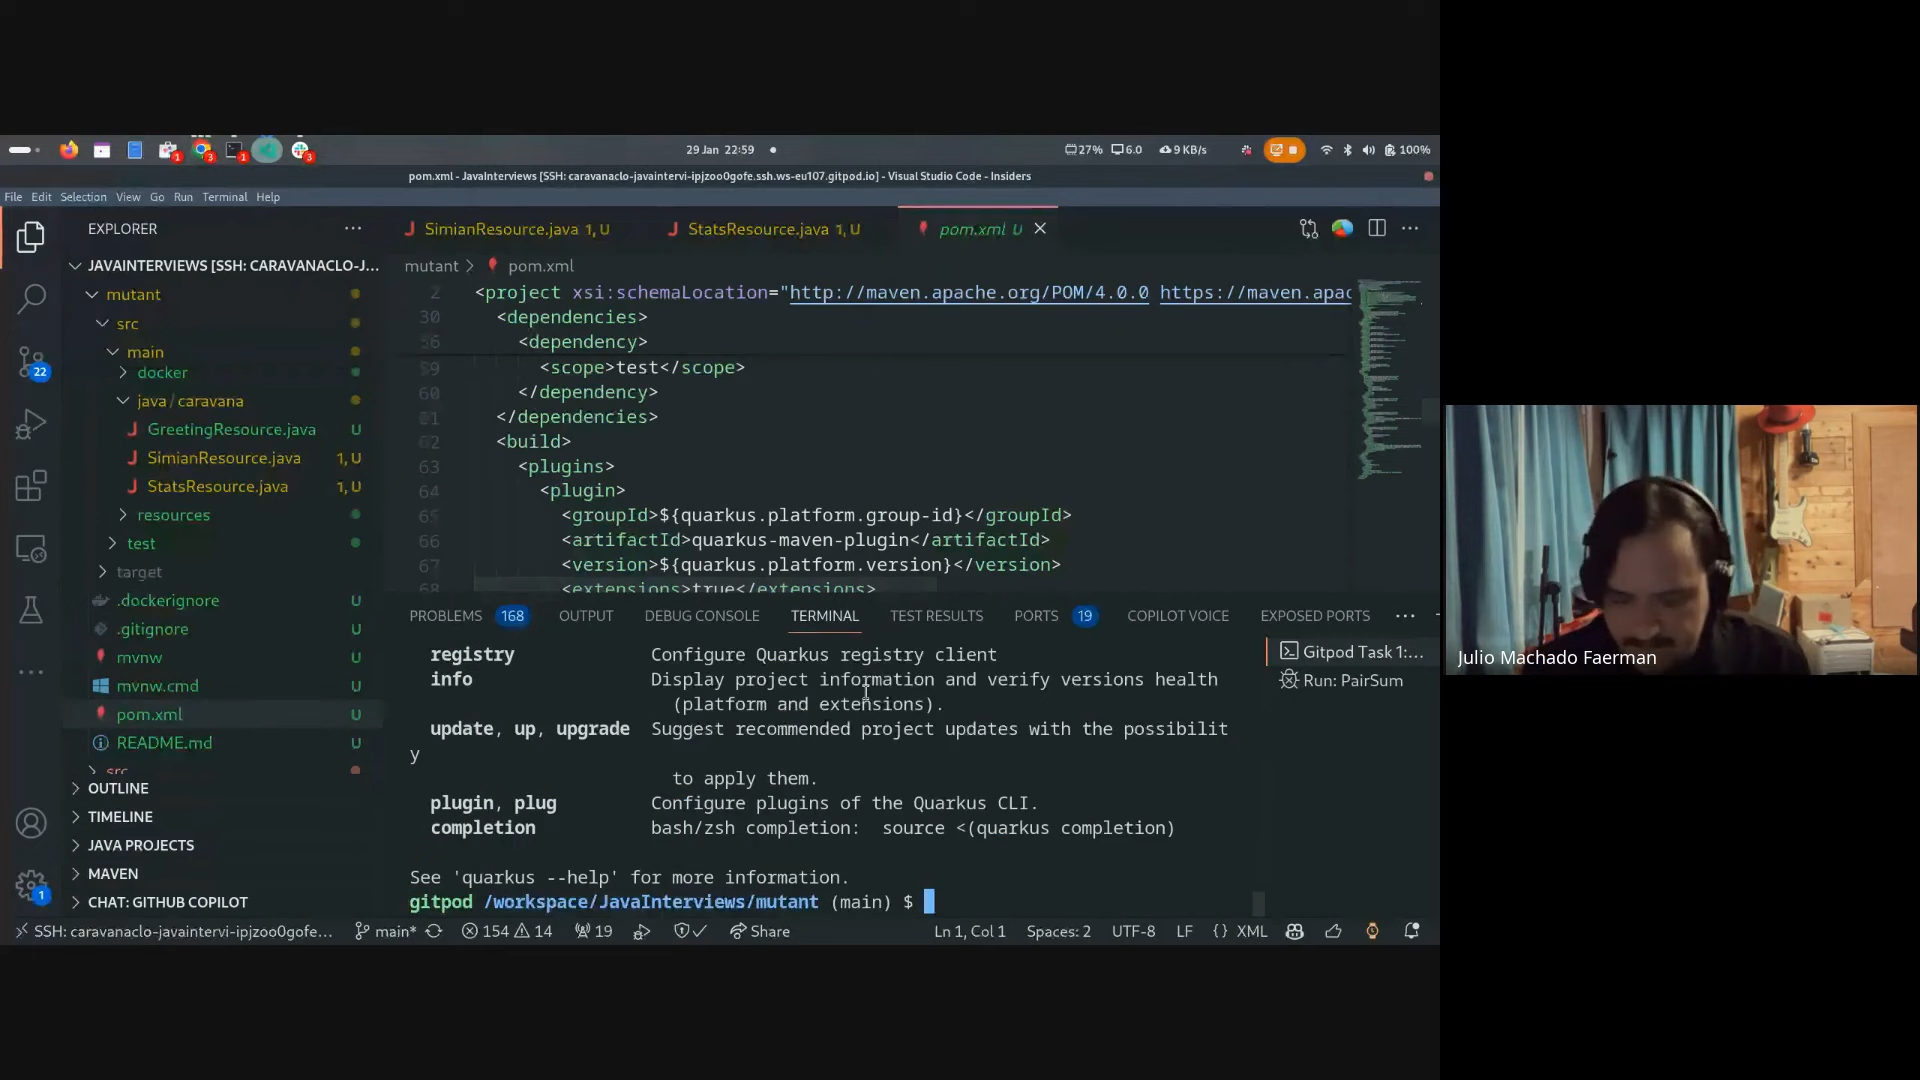 29 Jan 22:59
27%
6.0
9 KB/s
100%
pom.xml - JavaInterviews [SSH: caravanaclo-javaintervi-ipjzoo0gofe.ssh.ws-eu107.gitpod.io] - Visual Studio Code - Insiders
File Edit Selection View Go Run Terminal Help
EXPLORER
SimianResource.java 1, U
StatsResource.java 1, U
pom.xml U
JAVAINTERVIEWS [SSH: CARAVANACLO-J...
mutant > pom.xml
mutant
src
main
docker
java / caravana
GreetingResource.java U
SimianResource.java 1, U
StatsResource.java 1, U
resources
test
target
.dockerignore U
.gitignore U
mvnw U
mvnw.cmd U
pom.xml U
README.md U
src
OUTLINE
TIMELINE
JAVA PROJECTS
MAVEN
CHAT: GITHUB COPILOT
22
1
2 <project xsi:schemaLocation="http://maven.apache.org/POM/4.0.0 https://maven.apac
30 <dependencies>
<dependency>
<scope>test</scope>
60 </dependency>
</dependencies>
<build>
63 <plugins>
64 <plugin>
<groupId>${quarkus.platform.group-id}</groupId>
66 <artifactId>quarkus-maven-plugin</artifactId>
67 <version>${quarkus.platform.version}</version>
68 <extensions>true</extensions>
PROBLEMS 168 OUTPUT DEBUG CONSOLE TERMINAL TEST RESULTS PORTS 19 COPILOT VOICE EXPOSED PORTS
registry Configure Quarkus registry client
info Display project information and verify versions health
(platform and extensions).
update, up, upgrade Suggest recommended project updates with the possibilit
y
to apply them.
plugin, plug Configure plugins of the Quarkus CLI.
completion bash/zsh completion: source <(quarkus completion)
See 'quarkus --help' for more information.
gitpod /workspace/JavaInterviews/mutant (main) $
Gitpod Task 1:...
Run: PairSum
SSH: caravanaclo-javaintervi-ipjzoo0gofe... main* 154 14 19 Share Ln 1, Col 1 Spaces: 2 UTF-8 LF {} XML
Julio Machado Faerman